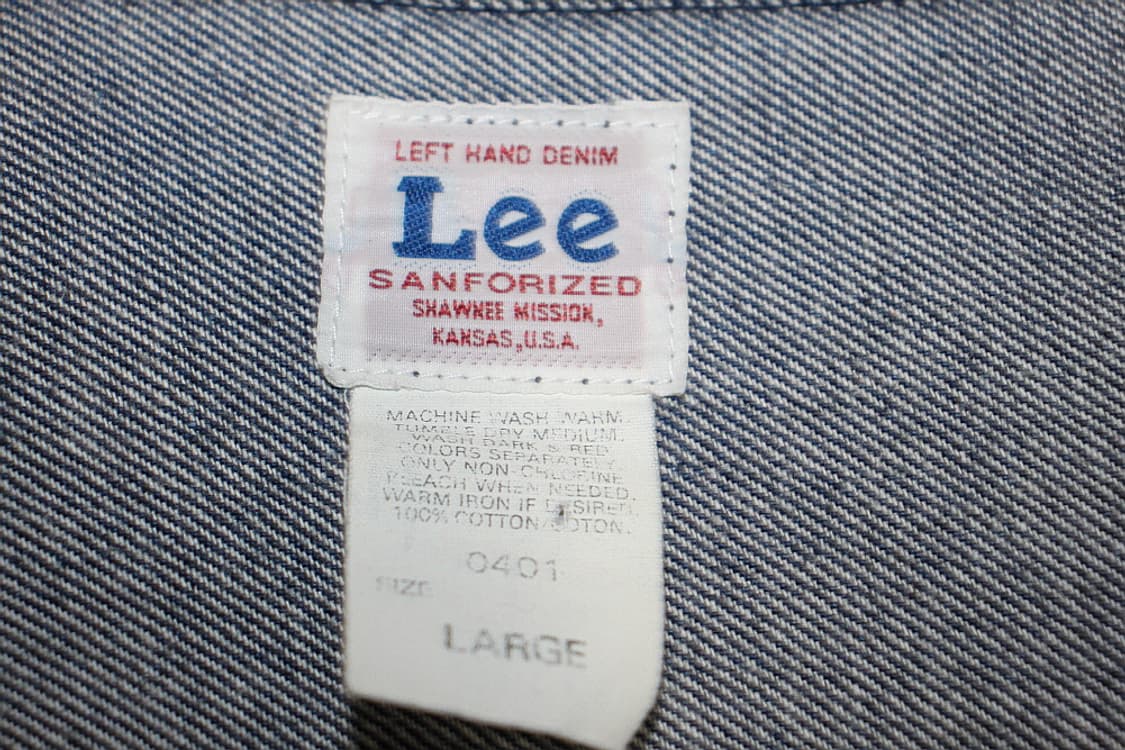 LEFT HAND DENIM
Lee
SANFORIZED
SHAWNEE MISSION,
KANSAS,U.S.A.
MACHINE WASH WARM.
TUMBLE DRY MEDIUM.
WASH DARK & RED
COLORS SEPARATELY.
ONLY NON-CHLORINE
BLEACH WHEN NEEDED.
WARM IRON IF DESIRED.
100% COTTON/COTON.
0401
SIZE
LARGE